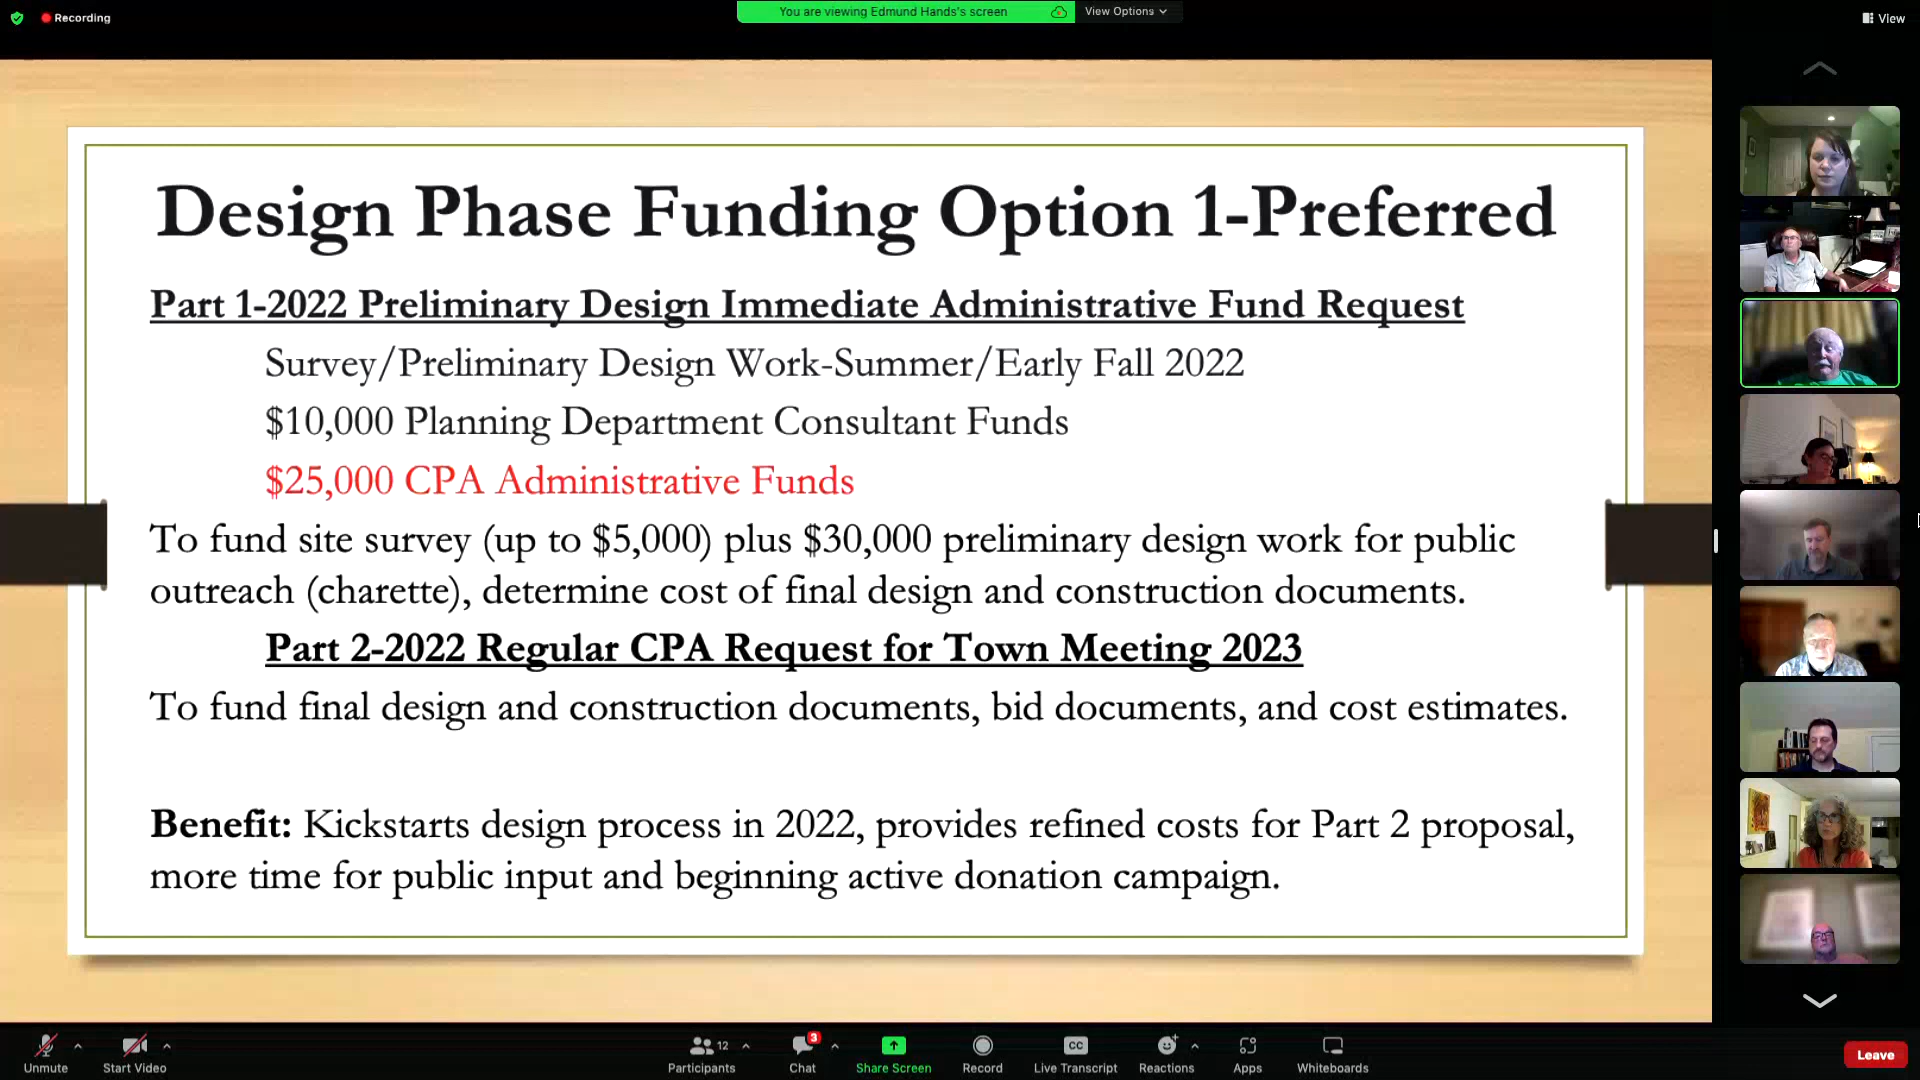 Recording
You are viewing Edmund Hands's screen
View Options
View
Design Phase Funding Option 1-Preferred
Part 1-2022 Preliminary Design Immediate Administrative Fund Request
Survey/Preliminary Design Work-Summer/Early Fall 2022
$10,000 Planning Department Consultant Funds
$25,000 CPA Administrative Funds
To fund site survey (up to $5,000) plus $30,000 preliminary design work for public
outreach (charette), determine cost of final design and construction documents.
Part 2-2022 Regular CPA Request for Town Meeting 2023
To fund final design and construction documents, bid documents, and cost estimates.
Benefit: Kickstarts design process in 2022, provides refined costs for Part 2 proposal,
more time for public input and beginning active donation campaign.
Unmute
Start Video
12
Participants
3
Chat
Share Screen
Record
CC
Live Transcript
Reactions
Apps
Whiteboards
Leave